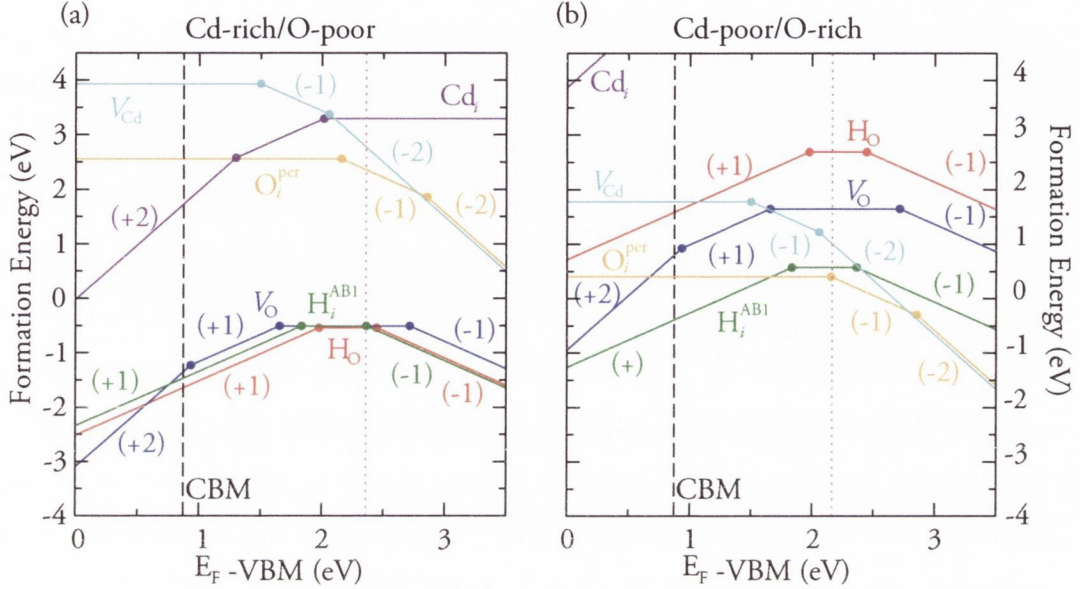 (a)
Cd-rich/O-poor
Formation Energy (eV)
4
3
2
1
0
-1
-2
-3
-4
V_Cd
(-1)
Cd_i
(-2)
O_i^per
(-1)
(-2)
(+2)
V_O
H_i^AB1
(+1)
(-1)
H_O
(+1)
(+1)
(-1)
(-1)
(+2)
CBM
0
1
2
3
E_F -VBM (eV)
(b)
Cd-poor/O-rich
Cd_i
H_O
(+1)
(-1)
V_Cd
V_O
(-1)
O_i^per
(+1)
(-1)
(-2)
(+2)
(-1)
H_i^AB1
(-1)
(+)
(-2)
CBM
0
1
2
3
E_F -VBM (eV)
4
3
2
1
0
-1
-2
-3
-4
Formation Energy (eV)